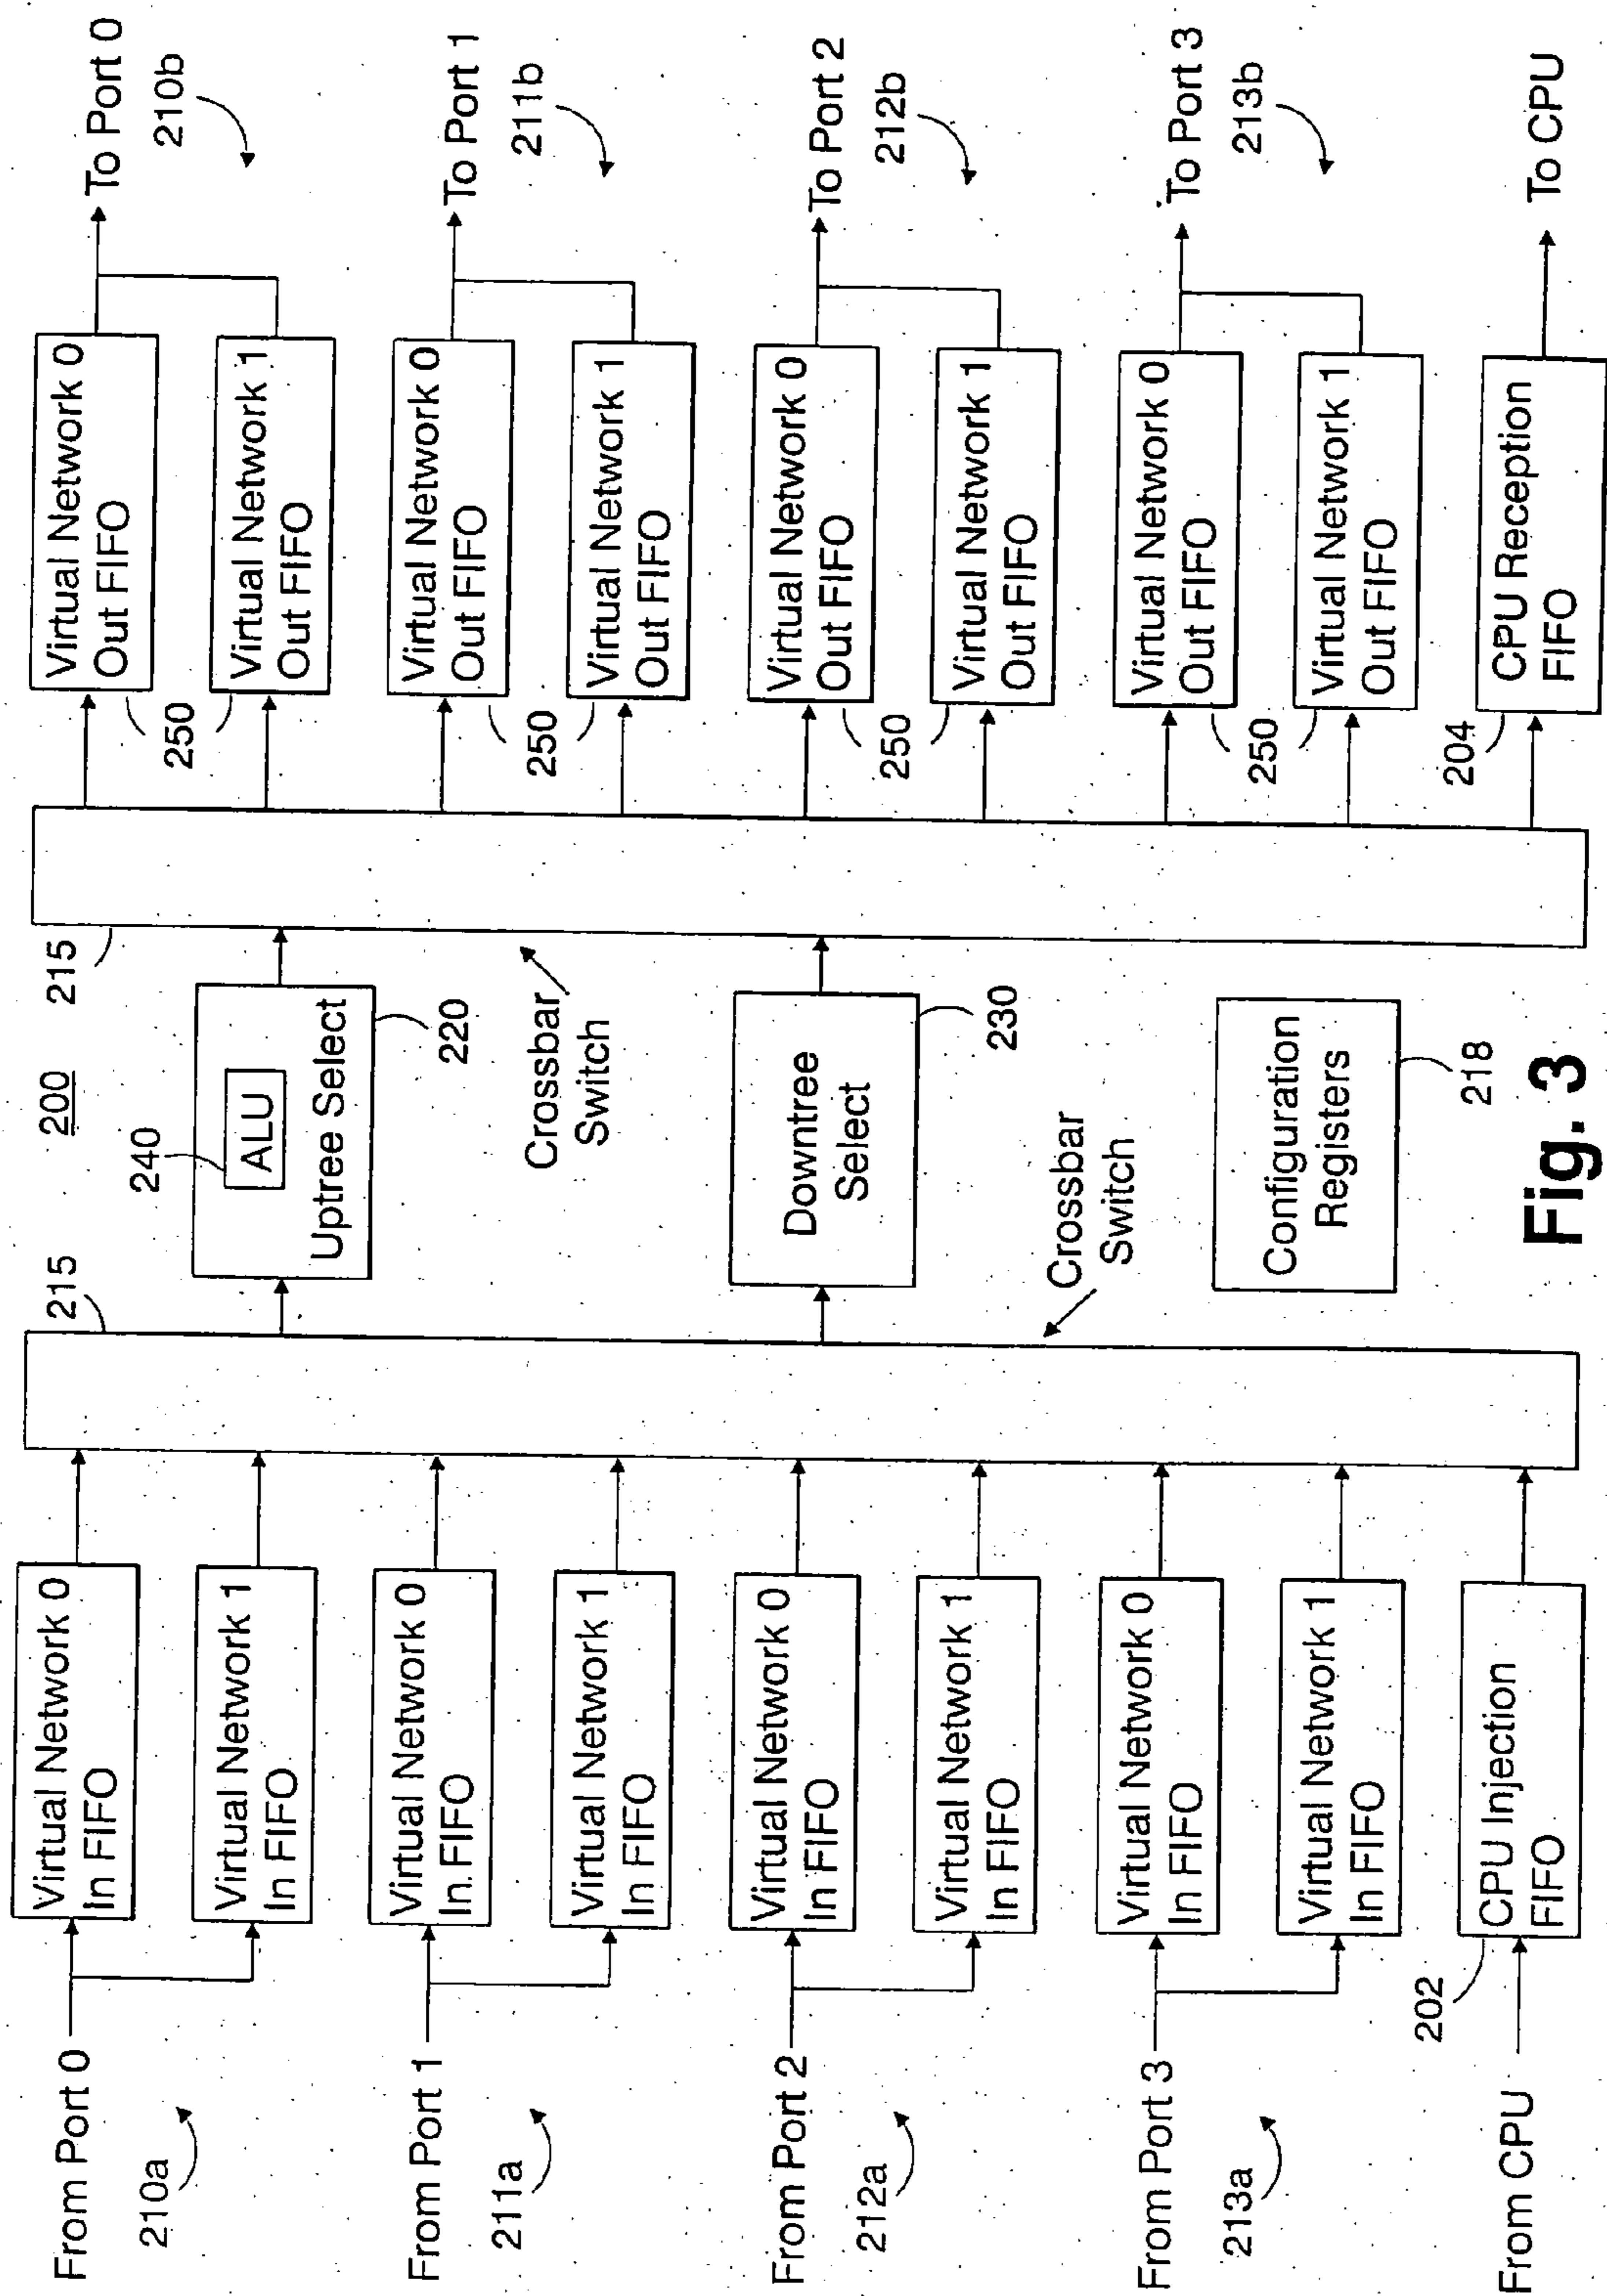 200
From Port 0
210a
Virtual Network 0
In FIFO
Virtual Network 1
In FIFO
From Port 1
211a
Virtual Network 0
In FIFO
Virtual Network 1
In FIFO
From Port 2
212a
Virtual Network 0
In FIFO
Virtual Network 1
In FIFO
From Port 3
213a
Virtual Network 0
In FIFO
Virtual Network 1
In FIFO
From CPU
202
CPU Injection
FIFO
215
Crossbar
Switch
240
ALU
Uptree Select
220
Downtree
Select
230
Configuration
Registers
218
215
Crossbar
Switch
Virtual Network 0
Out FIFO
250
Virtual Network 1
Out FIFO
To Port 0
210b
Virtual Network 0
Out FIFO
250
Virtual Network 1
Out FIFO
To Port 1
211b
Virtual Network 0
Out FIFO
250
Virtual Network 1
Out FIFO
To Port 2
212b
Virtual Network 0
Out FIFO
250
Virtual Network 1
Out FIFO
To Port 3
213b
204
CPU Reception
FIFO
To CPU
Fig. 3